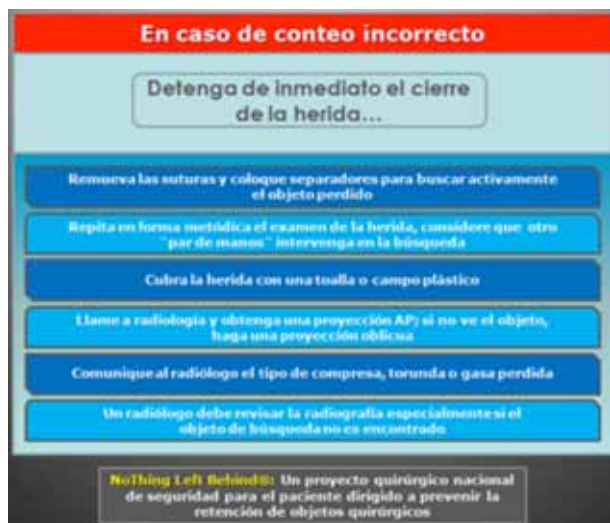 En caso de conteo incorrecto
Detenga de inmediato el cierre
de la herida...
Remueva las suturas y coloque separadores para buscar activamente
el objeto perdido
Repita en forma metódica el examen de la herida, considere que otro
"par de manos" intervenga en la búsqueda
Cubra la herida con una toalla o campo plástico
Llame a radiología y obtenga una proyección AP; si no ve el objeto,
haga una proyección oblicua
Comunique al radiólogo el tipo de compresa, torunda o gasa perdida
Un radiólogo debe revisar la radiografía especialmente si el
objeto de búsqueda no es encontrado
NoThing Left Behind®: Un proyecto quirúrgico nacional
de seguridad para el paciente dirigido a prevenir la
retención de objetos quirúrgicos